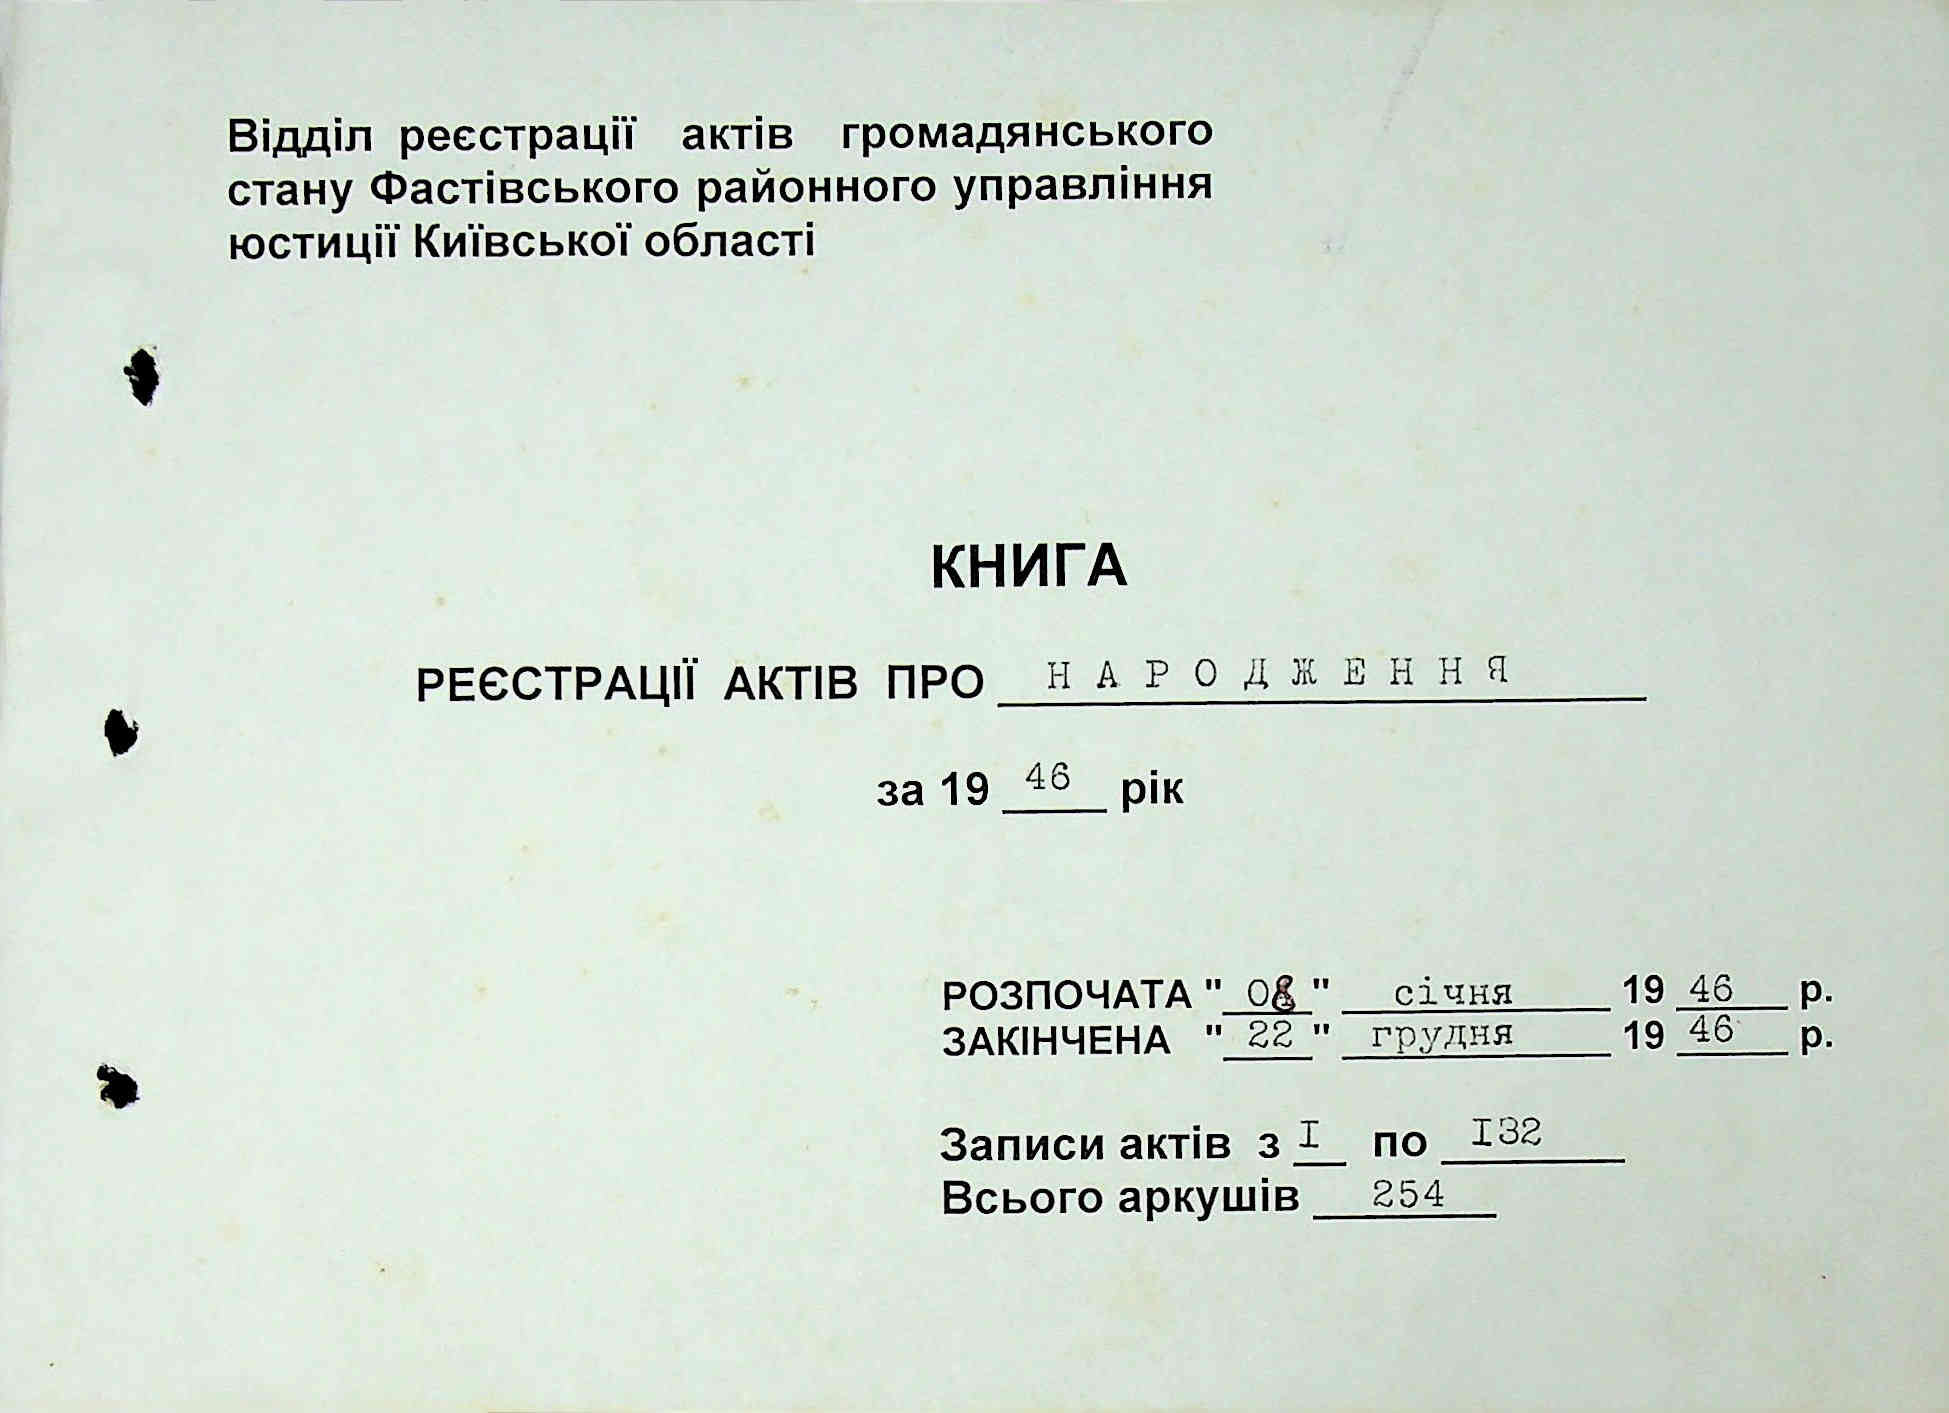 Відділ реєстрації актів громадянського
стану Фастівського районного управління
юстиції Київської області
КНИГА
РЕЄСТРАЦІЇ АКТІВ ПРО НАРОДЖЕННЯ
за 19 46 рік
РОЗПОЧАТА "08" січня 19 46 р.
ЗАКІНЧЕНА "22" грудня 19 46 р.
Записи актів з I по I32
Всього аркушів 254